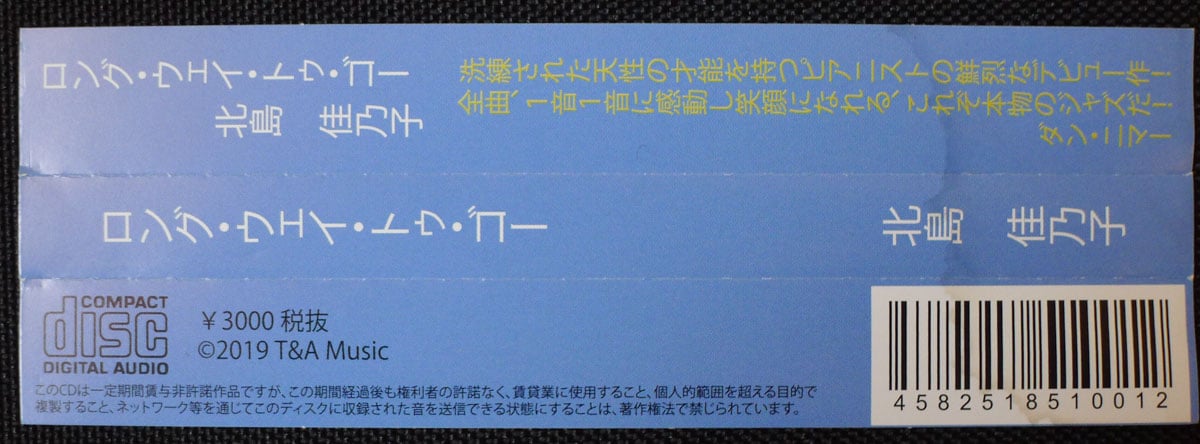 ロング・ウェイ・トゥ・ゴー
北島 佳乃子
洗練された天性の才能を持つピアニストの鮮烈なデビュー作!
全曲、1音1音に感動し笑顔になれる、これぞ本物のジャズだ!
ダン・ニマー
ロング・ウェイ・トゥ・ゴー
北島 佳乃子
COMPACT
disc
DIGITAL AUDIO
¥3000 税抜
©2019 T&A Music
このCDは一定期間賃与非許諾作品ですが、この期間経過後も権利者の許諾なく、賃貸業に使用すること、個人的範囲を超える目的で
複製すること、ネットワーク等を通じてこのディスクに収録された音を送信できる状態にすることは、著作権法で禁じられています。
4582518510012